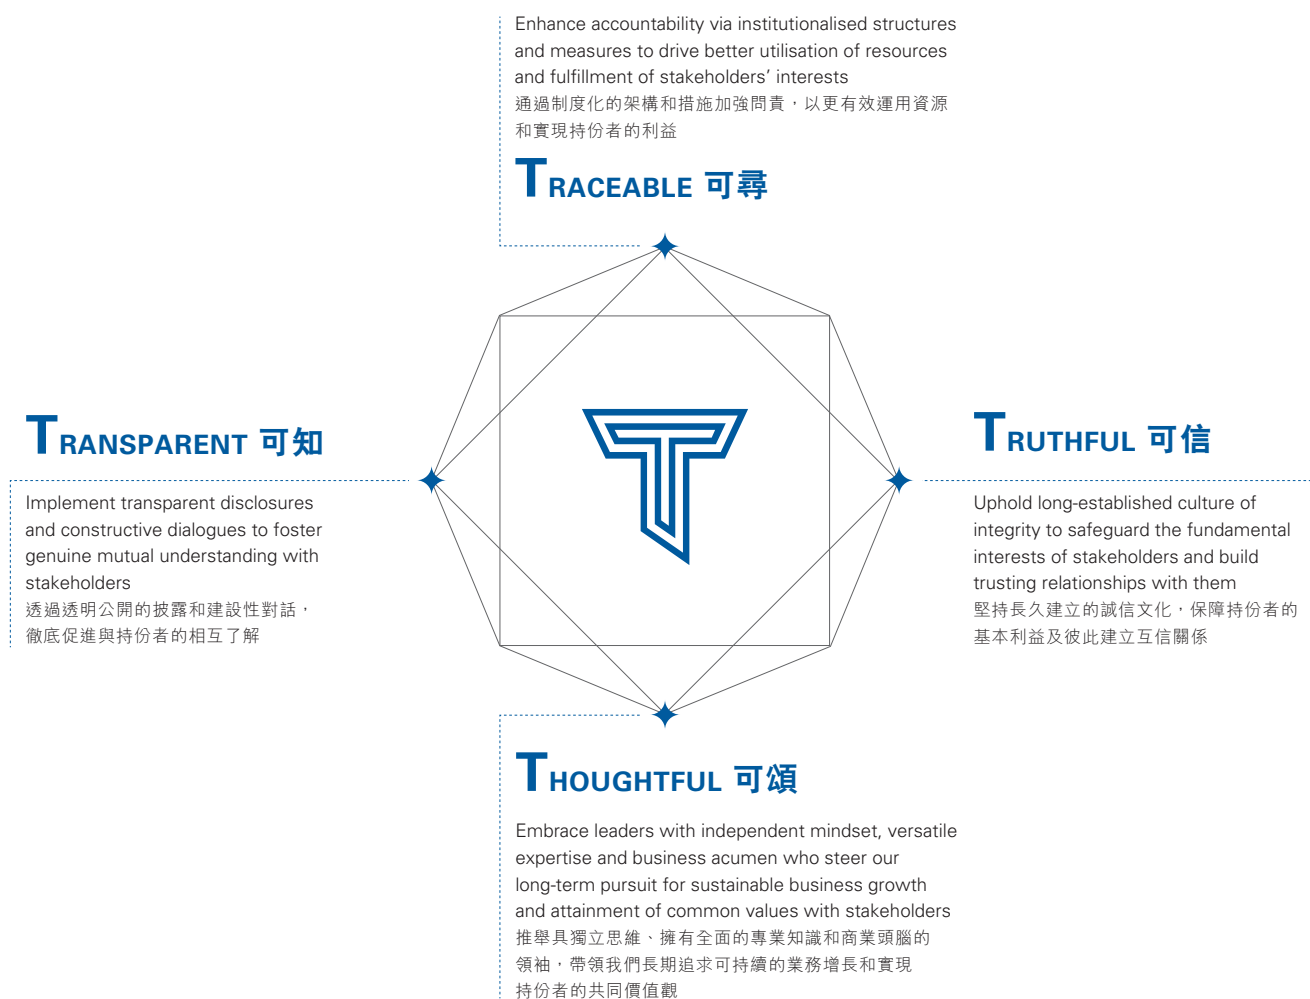 Enhance accountability via institutionalised structures
and measures to drive better utilisation of resources
and fulfillment of stakeholders’ interests
通過制度化的架構和措施加強問責，以更有效運用資源
和實現持份者的利益
TRACEABLE 可尋
TRANSPARENT 可知
Implement transparent disclosures
and constructive dialogues to foster
genuine mutual understanding with
stakeholders
透過透明公開的披露和建設性對話，
徹底促進與持份者的相互了解
TRUTHFUL 可信
Uphold long-established culture of
integrity to safeguard the fundamental
interests of stakeholders and build
trusting relationships with them
堅持長久建立的誠信文化，保障持份者的
基本利益及彼此建立互信關係
THOUGHTFUL 可頌
Embrace leaders with independent mindset, versatile
expertise and business acumen who steer our
long-term pursuit for sustainable business growth
and attainment of common values with stakeholders
推舉具獨立思維、擁有全面的專業知識和商業頭腦的
領袖，帶領我們長期追求可持續的業務增長和實現
持份者的共同價值觀